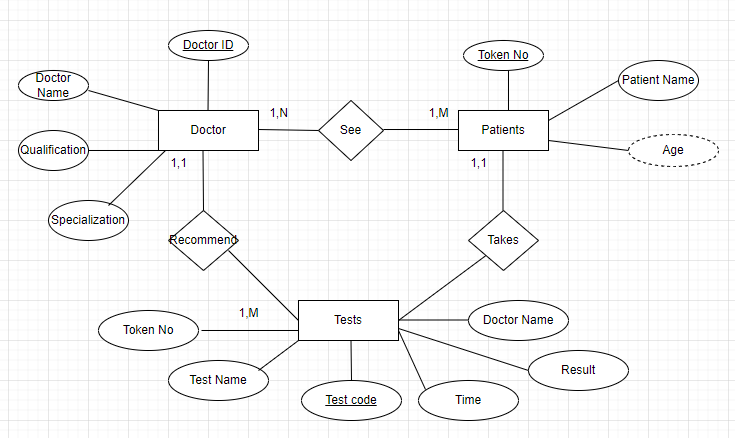 Doctor ID
Token No
Doctor
Name
Patient Name
1,N
1,M
Doctor
See
Patients
Qualification
Age
1,1
1,1
Specialization
Recommend
Takes
1,M
Token No
Tests
Doctor Name
Test Name
Result
Test code
Time